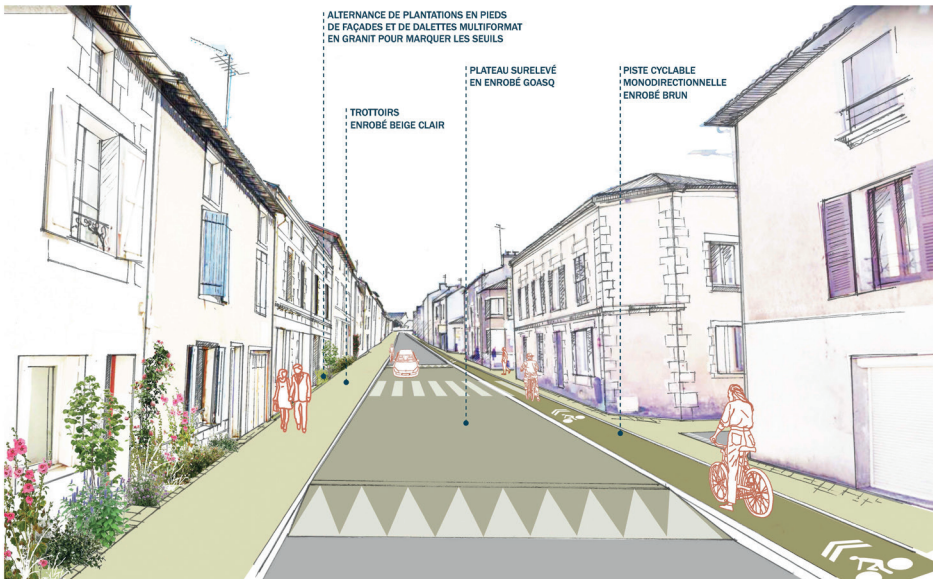 ALTERNANCE DE PLANTATIONS EN PIEDS
DE FAÇADES ET DE DALETTES MULTIFORMAT
EN GRANIT POUR MARQUER LES SEUILS
TROTTOIRS
ENROBÉ BEIGE CLAIR
PLATEAU SURELEVÉ
EN ENROBÉ GOASQ
PISTE CYCLABLE
MONODIRECTIONNELLE
ENROBÉ BRUN